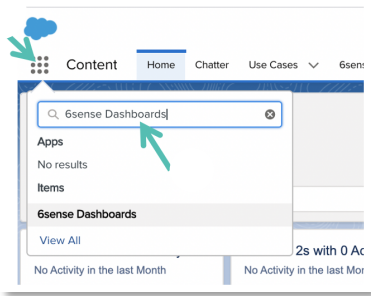 Content Home Chatter Use Cases 6sens
6sense Dashboards
Apps
No results
Items
6sense Dashboards
View All
2s with 0 Ac
No Activity in the last Month No Activity in the last Mor